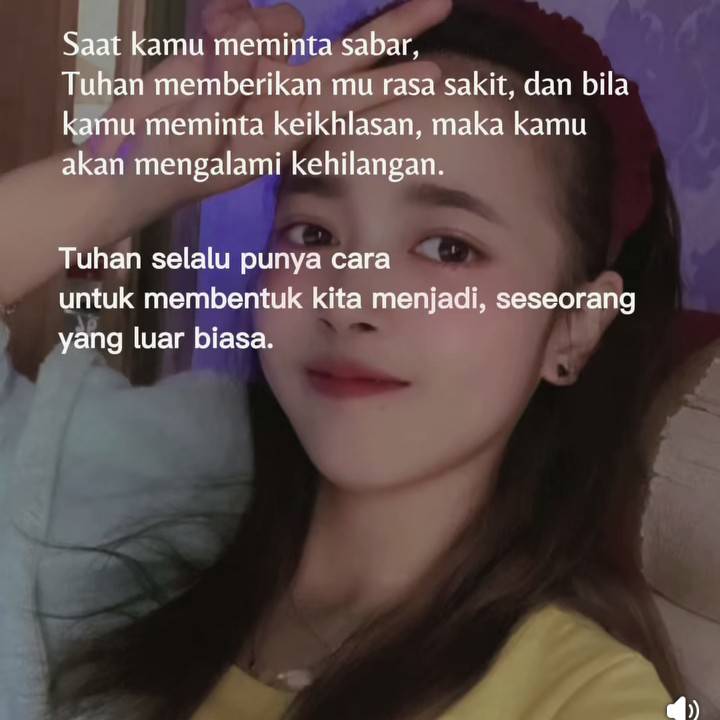 Saat kamu meminta sabar,
Tuhan memberikan mu rasa sakit, dan bila
kamu meminta keikhlasan, maka kamu
akan mengalami kehilangan.
Tuhan selalu punya cara
untuk membentuk kita menjadi, seseorang
yang luar biasa.